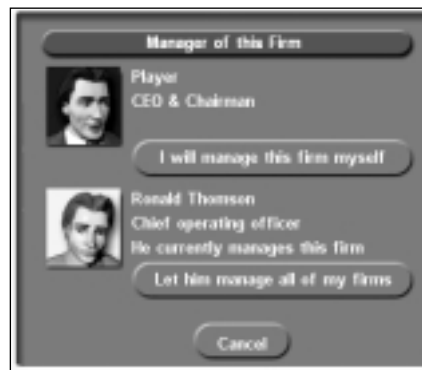 Manager of this Firm
Player
CEO & Chairman
I will manage this firm myself
Ronald Thomson
Chief operating officer
He currently manages this firm
Let him manage all of my firms
Cancel